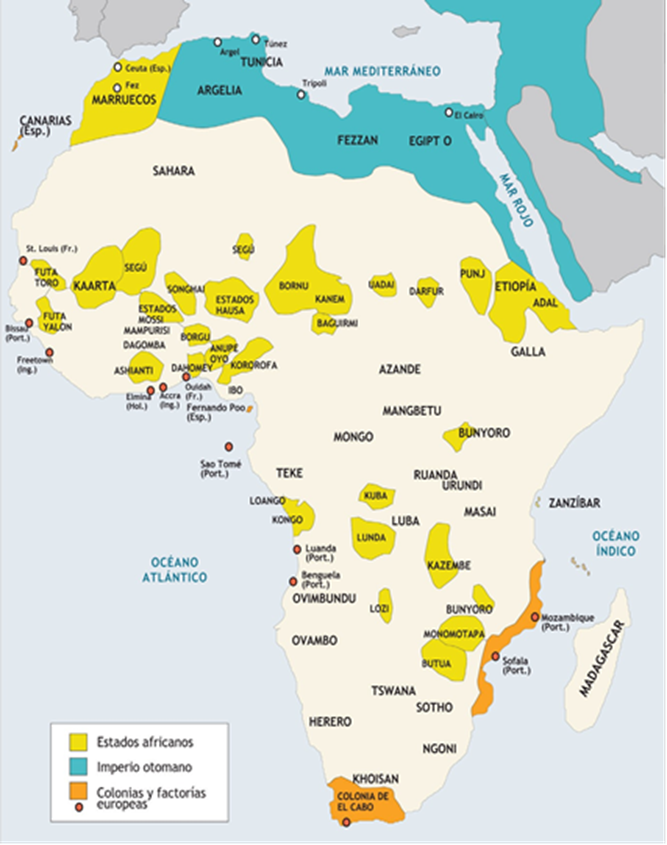 Argel
Túnez
TUNICIA
Ceuta (Esp.)
Fez
MARRUECOS
ARGELIA
Trípoli
MAR MEDITERRÁNEO
El Cairo
CANARIAS
(Esp.)
FEZZAN
EGIPT O
SAHARA
MAR ROJO
St. Louis (Fr.)
FUTA
TORO
KAARTA
SEGÚ
SEGÚ
SONGHAI
ESTADOS
HAUSA
BORNU
KANEM
BAGUIRMI
UADAI
DARFUR
PUNJ
ETIOPÍA
ADAL
GALLA
FUTA
YALON
Bissau
(Port.)
Freetown
(Ing.)
ESTADOS
MOSSI
MAMPURISI
DAGOMBA
BORGU
ANUPE
OYO
KOROROFA
ASHIANTI
DAHOMEY
IBO
Elmina
(Hol.)
Accra
(Ing.)
Ouidah
(Fr.)
Fernando Poo
(Esp.)
AZANDE
MANGBETU
MONGO
BUNYORO
Sao Tomé
(Port.)
TEKE
RUANDA
URUNDI
LOANGO
KONGO
KUBA
LUBA
MASAI
ZANZÍBAR
LUNDA
OCÉANO
ÍNDICO
Luanda
(Port.)
KAZEMBE
OCÉANO
ATLÁNTICO
Benguela
(Port.)
OVIMBUNDU
LOZI
BUNYORO
Mozambique
(Port.)
MONOMOTAPA
OVAMBO
BUTUA
Sofala
(Port.)
MADAGASCAR
TSWANA
SOTHO
HERERO
NGONI
KHOISAN
COLONIA DE
EL CABO
Estados africanos
Imperio otomano
Colonias y factorías
europeas